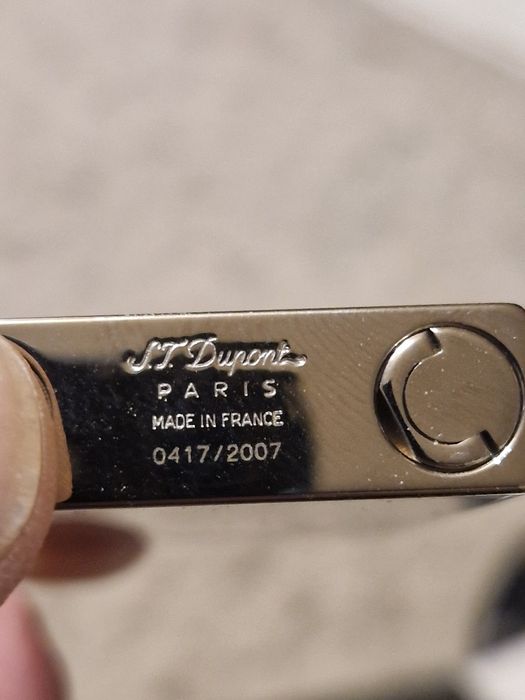 S.T. Dupont
PARIS
MADE IN FRANCE
0417/2007